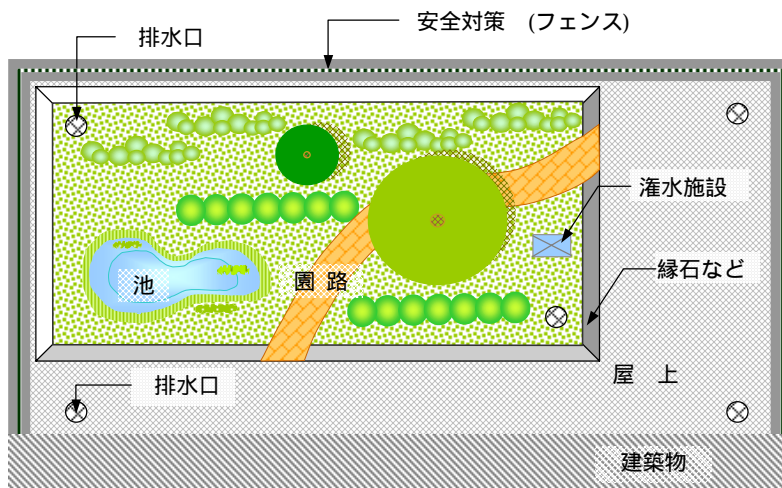 安全対策 (フェンス)
排水口
潅水施設
縁石など
池
園 路
屋 上
排水口
建築物